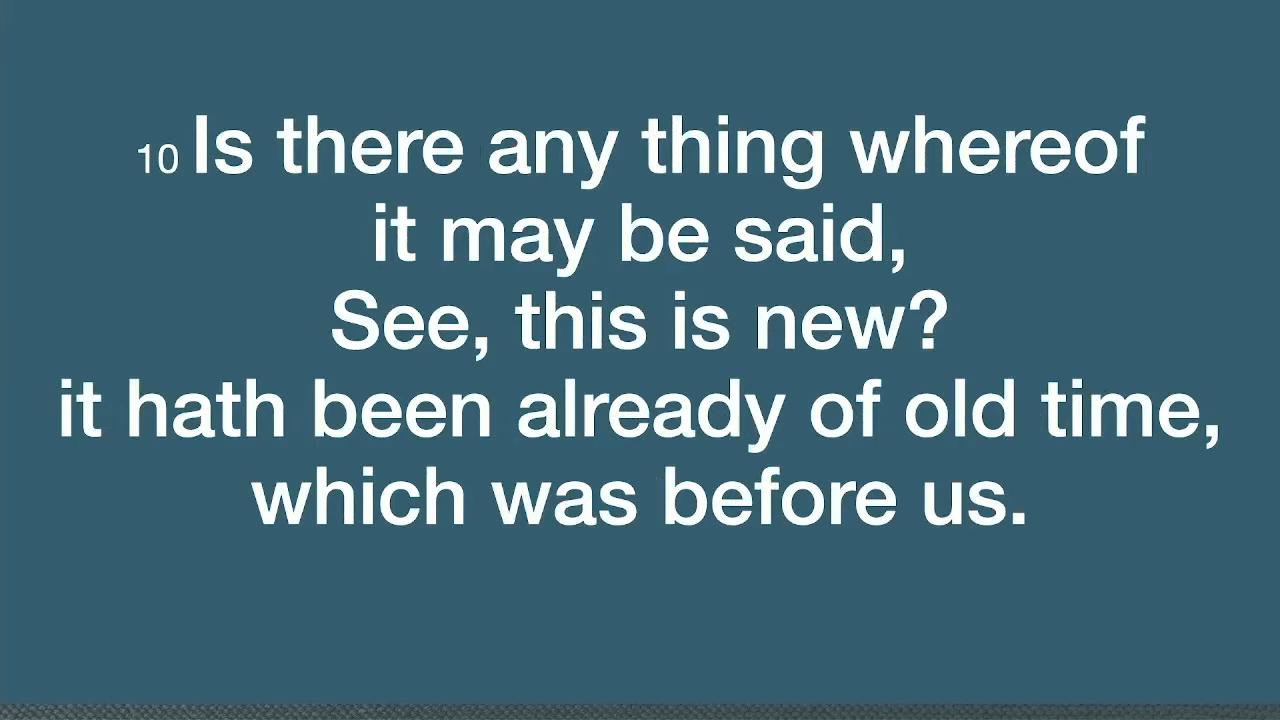 10 Is there any thing whereof
it may be said,
See, this is new?
it hath been already of old time,
which was before us.